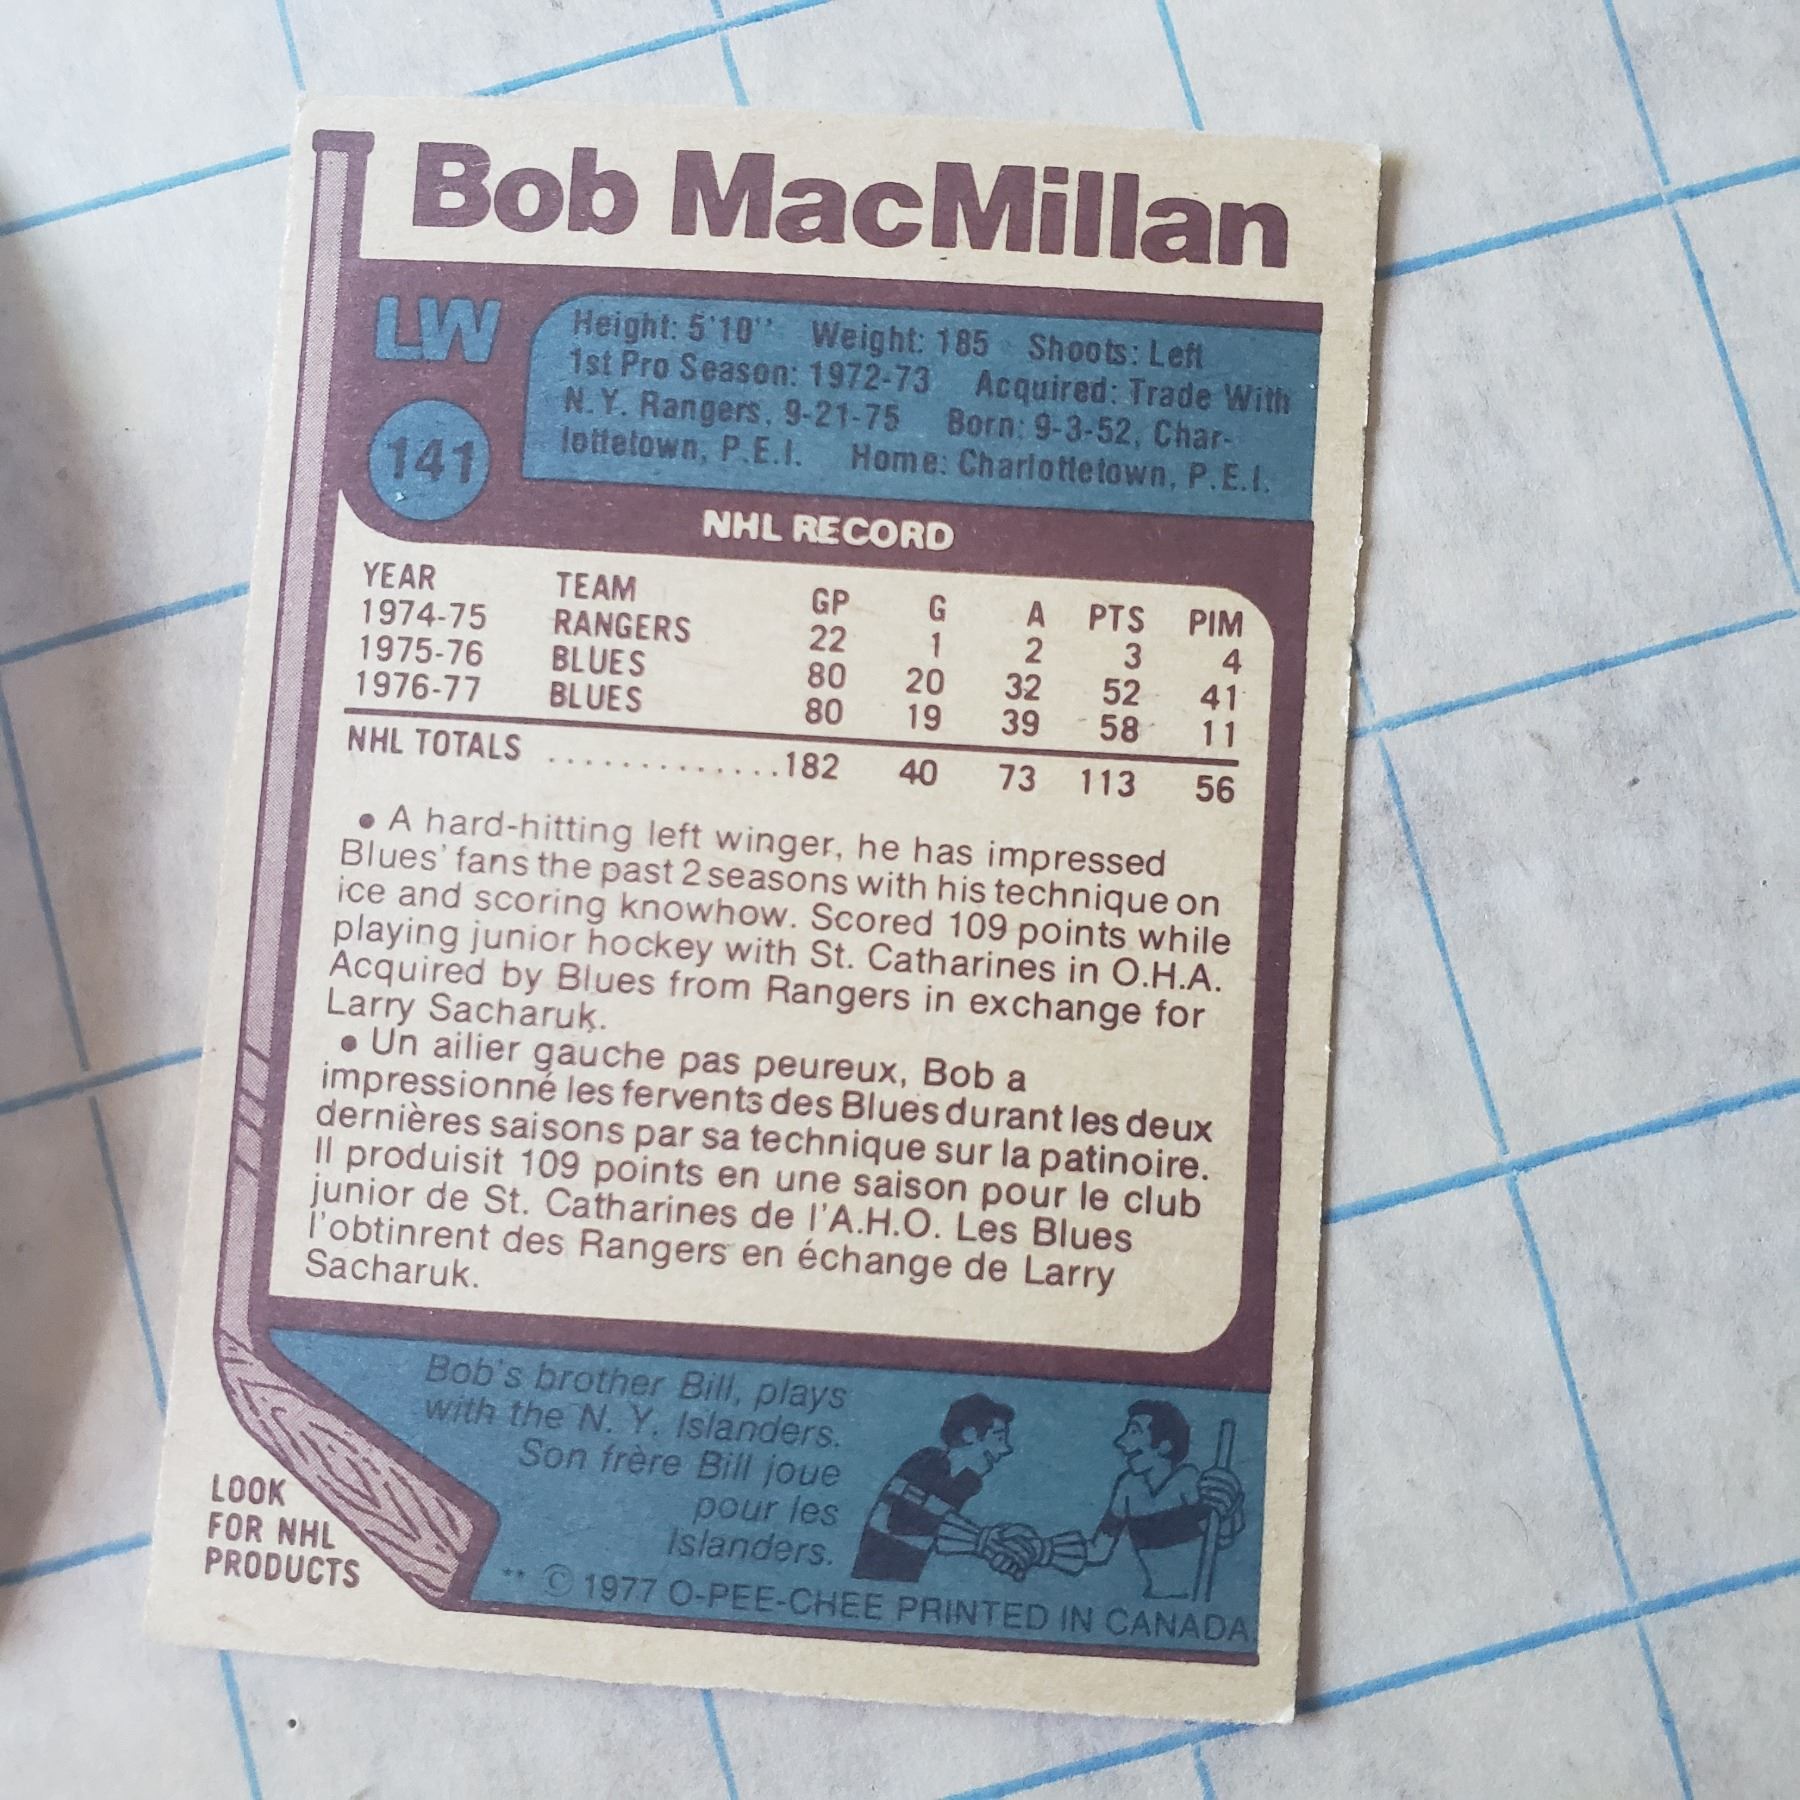 Bob MacMillan
LW
141
Height: 5'10'' Weight: 185 Shoots: Left
1st Pro Season: 1972-73 Acquired: Trade With
N.Y. Rangers, 9-21-75 Born: 9-3-52, Char-
lottetown, P.E.I. Home: Charlottetown, P.E.I.
NHL RECORD
YEAR TEAM GP G A PTS PIM
1974-75 RANGERS 22 1 2 3 4
1975-76 BLUES 80 20 32 52 41
1976-77 BLUES 80 19 39 58 11
NHL TOTALS .............182 40 73 113 56
• A hard-hitting left winger, he has impressed
Blues' fans the past 2 seasons with his technique on
ice and scoring knowhow. Scored 109 points while
playing junior hockey with St. Catharines in O.H.A.
Acquired by Blues from Rangers in exchange for
Larry Sacharuk.
• Un ailier gauche pas peureux, Bob a
impressionné les fervents des Blues durant les deux
dernières saisons par sa technique sur la patinoire.
Il produisit 109 points en une saison pour le club
junior de St. Catharines de l'A.H.O. Les Blues
l'obtinrent des Rangers en échange de Larry
Sacharuk.
Bob's brother Bill, plays
with the N. Y. Islanders.
Son frère Bill joue
pour les
Islanders.
LOOK
FOR NHL
PRODUCTS
** © 1977 O-PEE-CHEE PRINTED IN CANADA